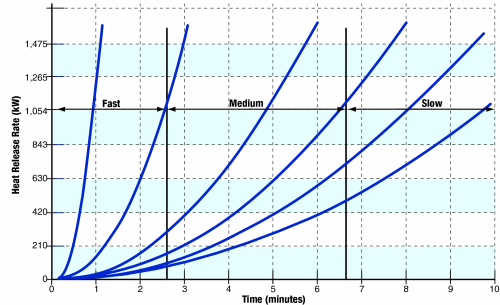 Heat Release Rate (kW)
1,475
1,265
1,054
843
630
420
210
0
Fast
Medium
Slow
0 1 2 3 4 5 6 7 8 9 10
Time (minutes)